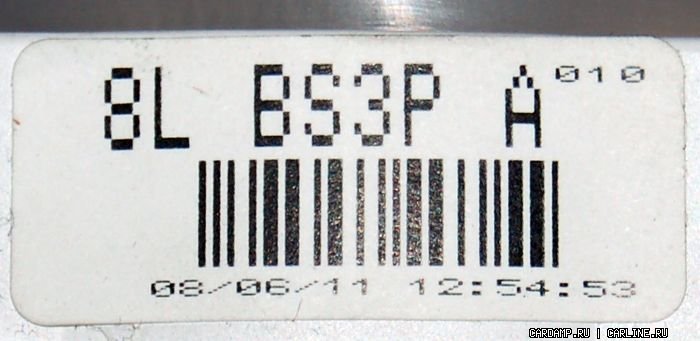 8L BS3P A 010
08/06/11 12:54:53
CARDAMP.RU | CARLINE.RU